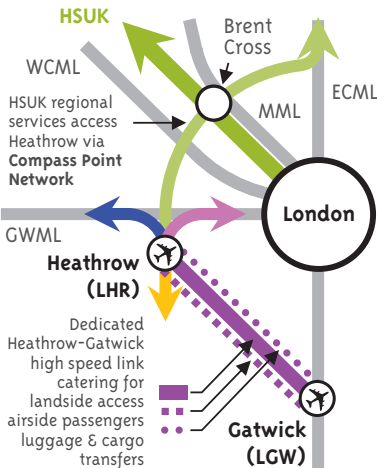 HSUK
Brent
Cross
WCML
ECML
HSUK regional
services access
Heathrow via
Compass Point
Network
MML
London
GWML
Heathrow
(LHR)
Dedicated
Heathrow-Gatwick
high speed link
catering for
landside access
airside passengers
luggage & cargo
transfers
Gatwick
(LGW)